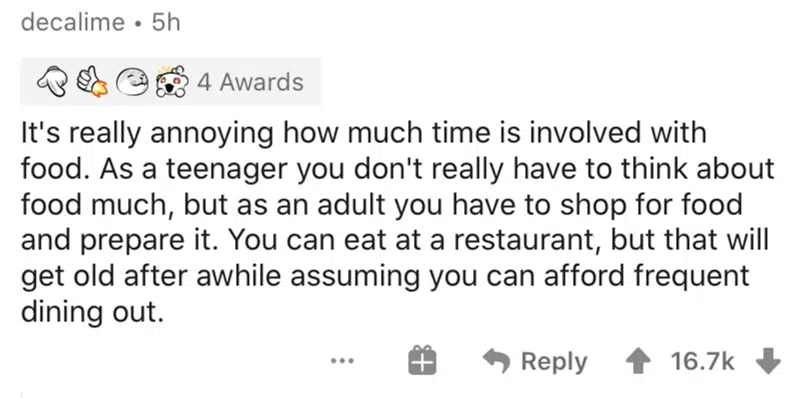 decalime • 5h
4 Awards
It's really annoying how much time is involved with
food. As a teenager you don't really have to think about
food much, but as an adult you have to shop for food
and prepare it. You can eat at a restaurant, but that will
get old after awhile assuming you can afford frequent
dining out.
... Reply 16.7k